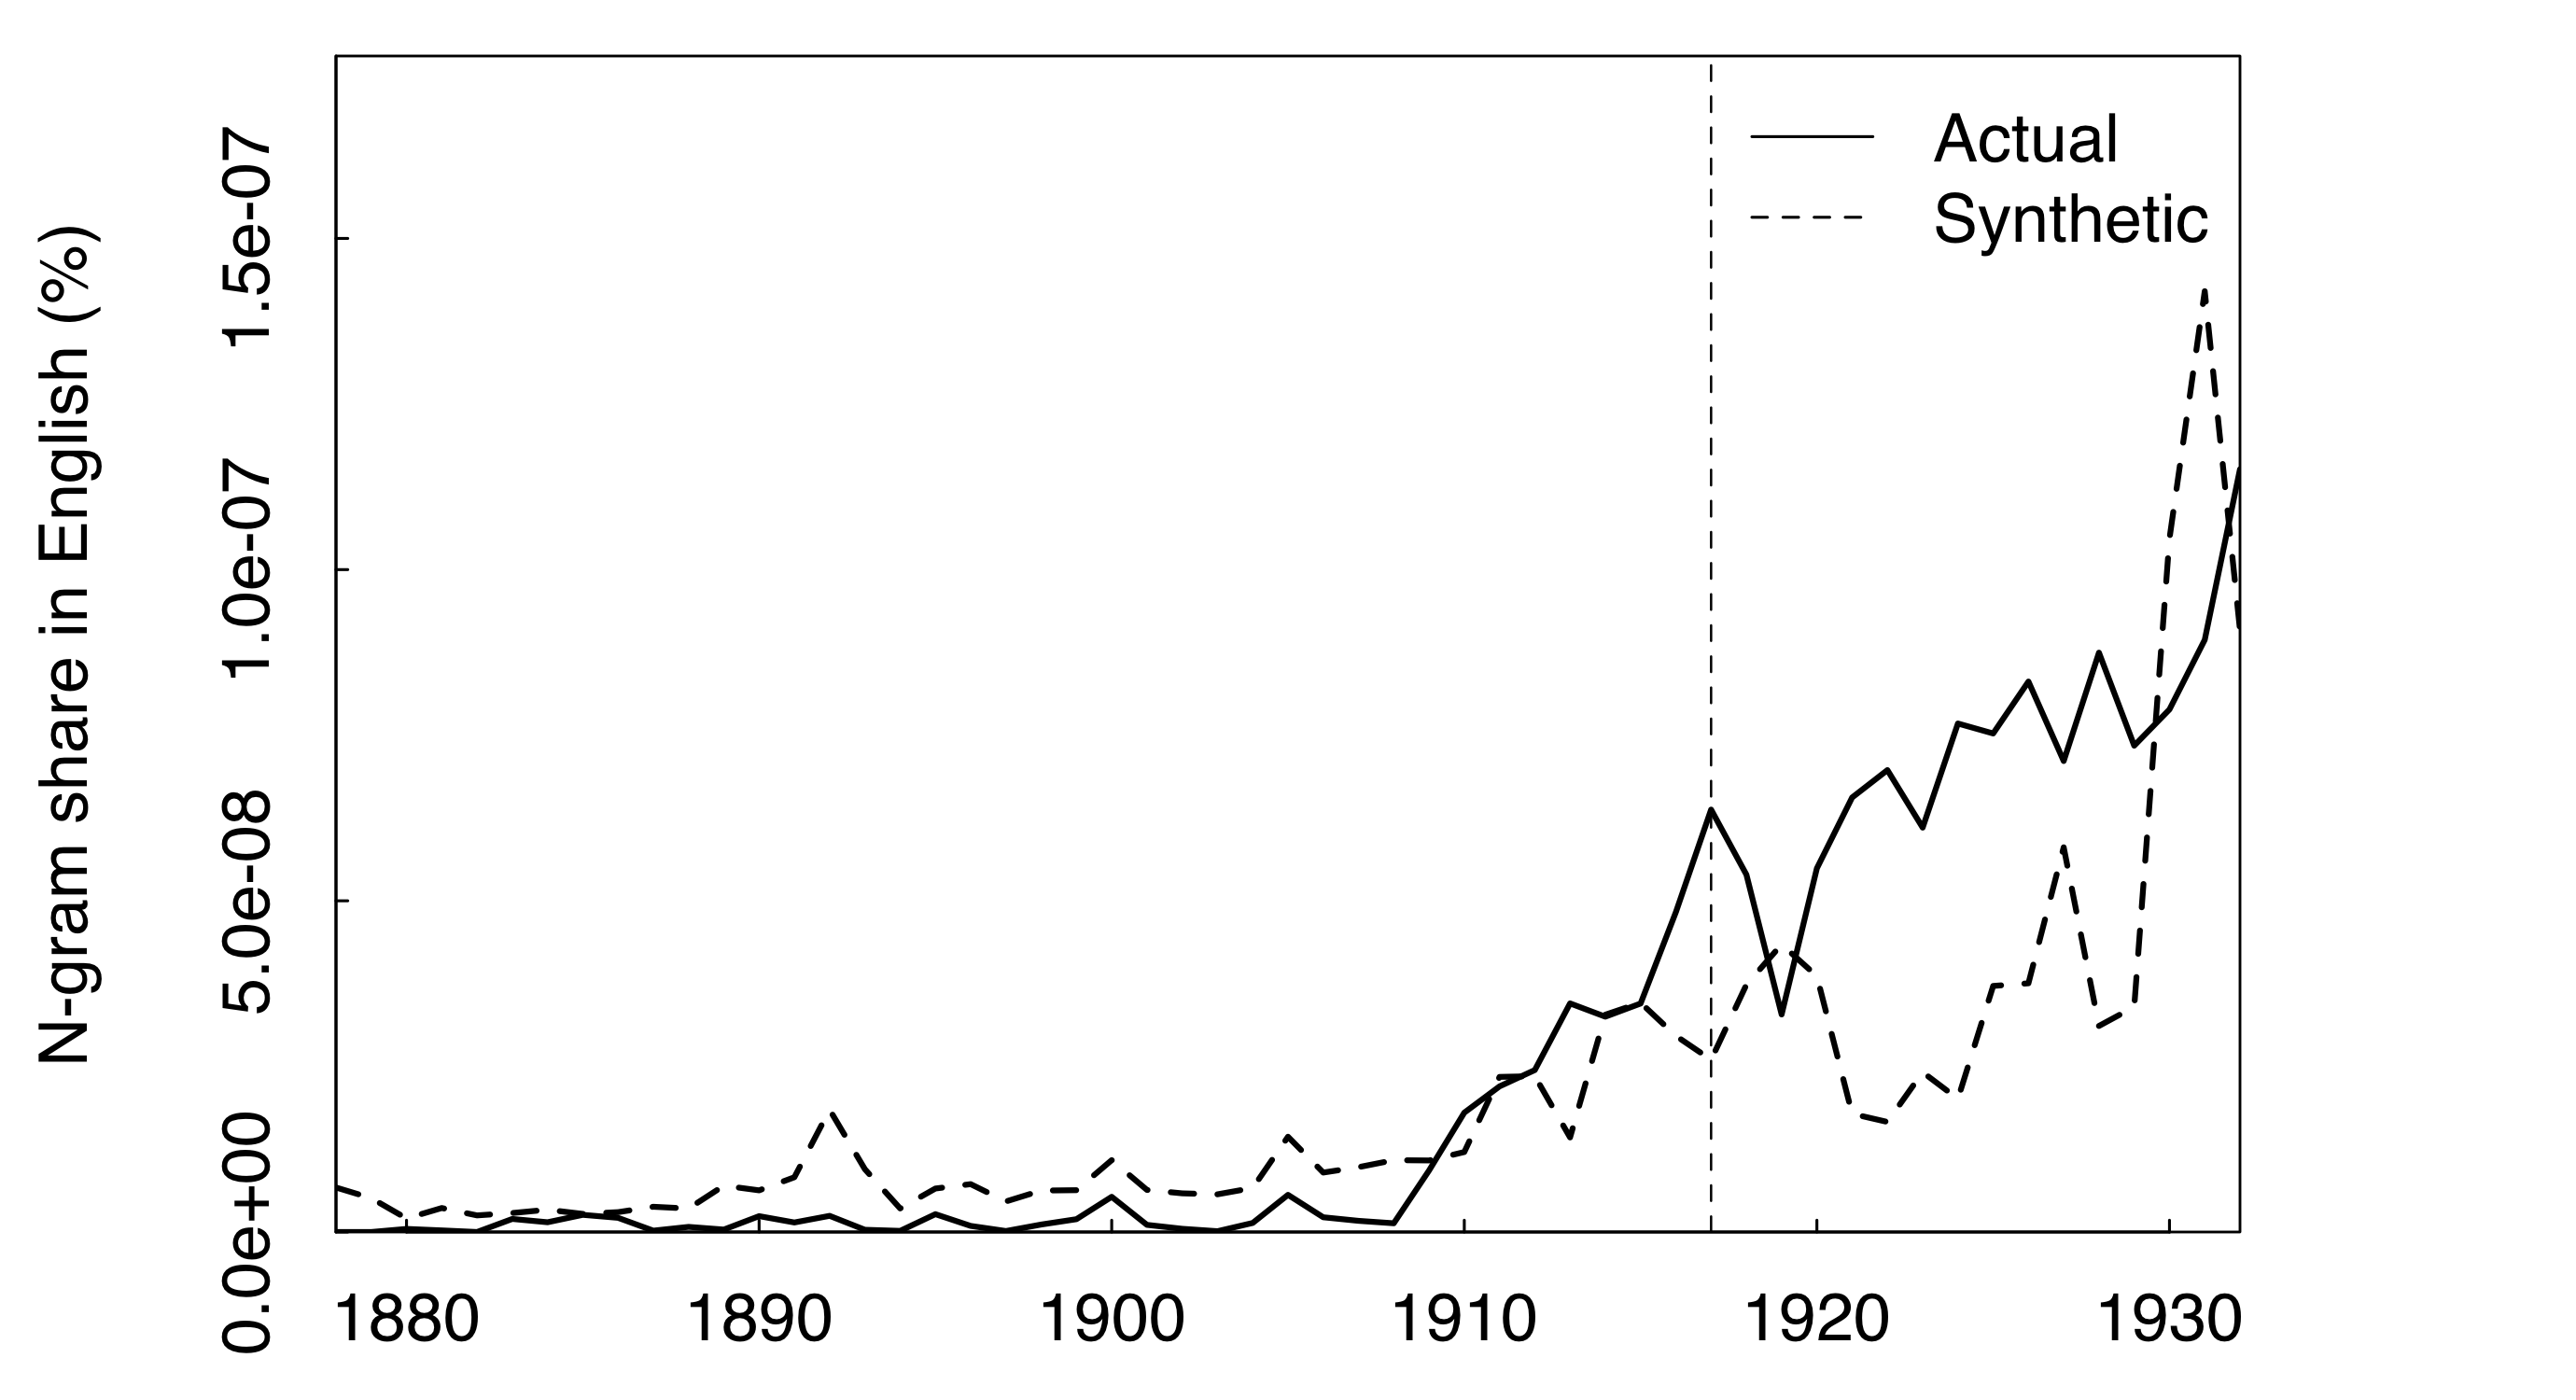 N-gram share in English (%)
1.5e-07
1.0e-07
5.0e-08
0.0e+00
Actual
Synthetic
1880 1890 1900 1910 1920 1930